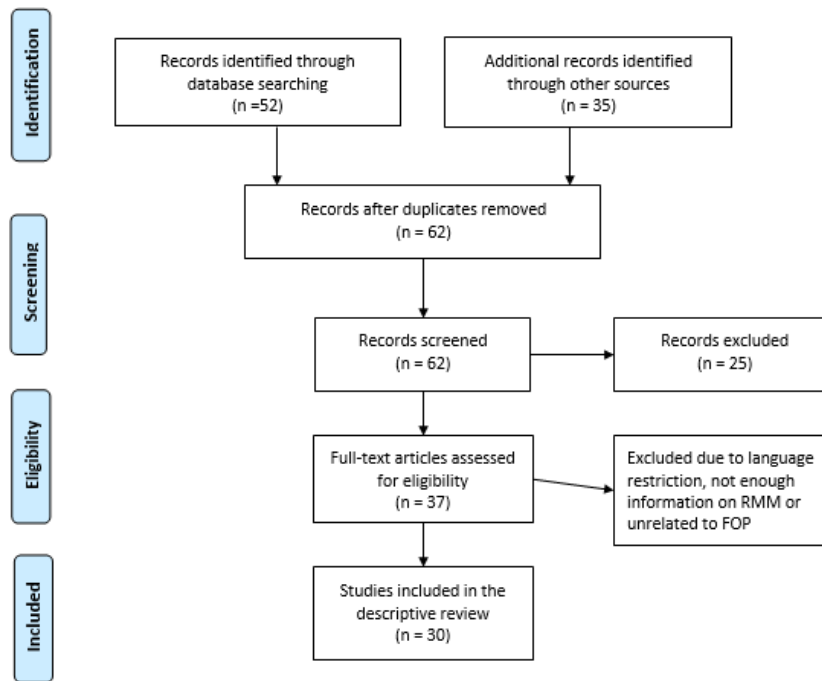 Identification
Records identified through
database searching
(n =52)
Additional records identified
through other sources
(n = 35)
Records after duplicates removed
(n = 62)
Screening
Records screened
(n = 62)
Records excluded
(n = 25)
Eligibility
Full-text articles assessed
for eligibility
(n = 37)
Excluded due to language
restriction, not enough
information on RMM or
unrelated to FOP
Included
Studies included in the
descriptive review
(n = 30)